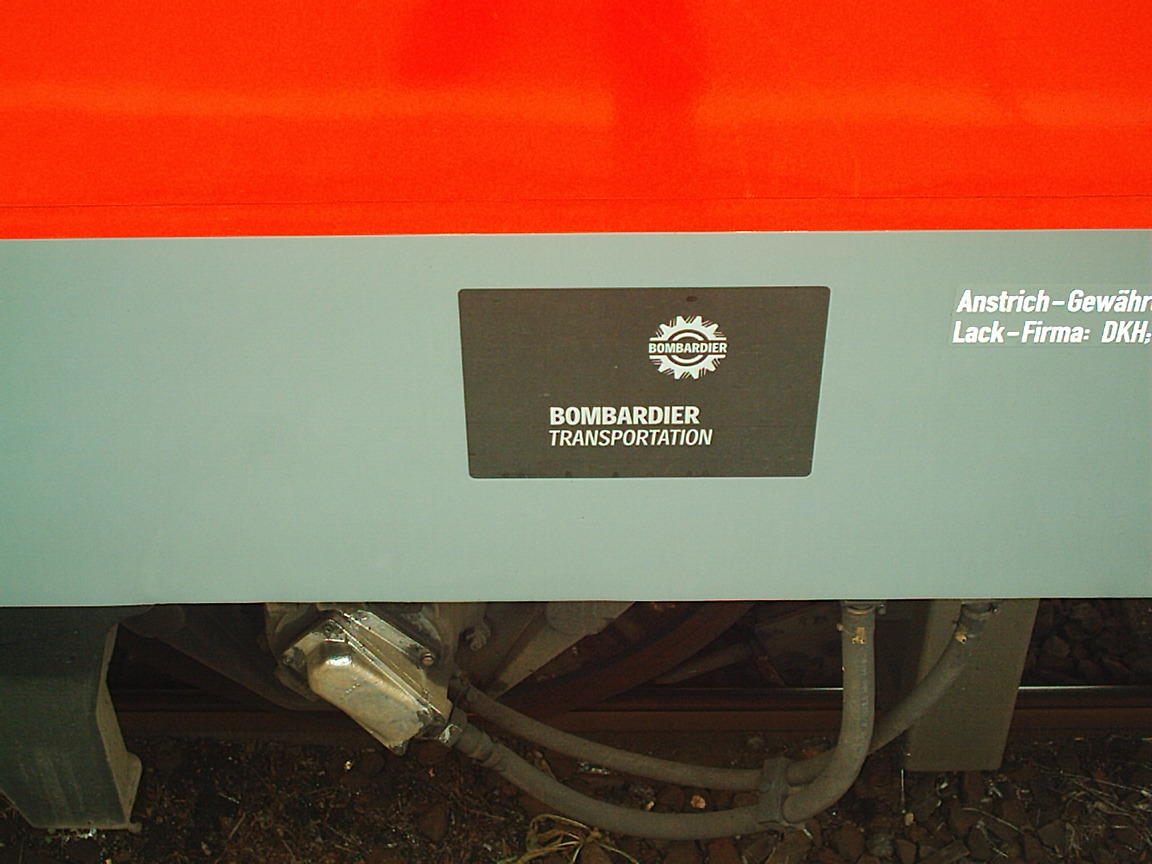 BOMBARDIER
BOMBARDIER
TRANSPORTATION
Anstrich-Gewähr
Lack-Firma: DKH;